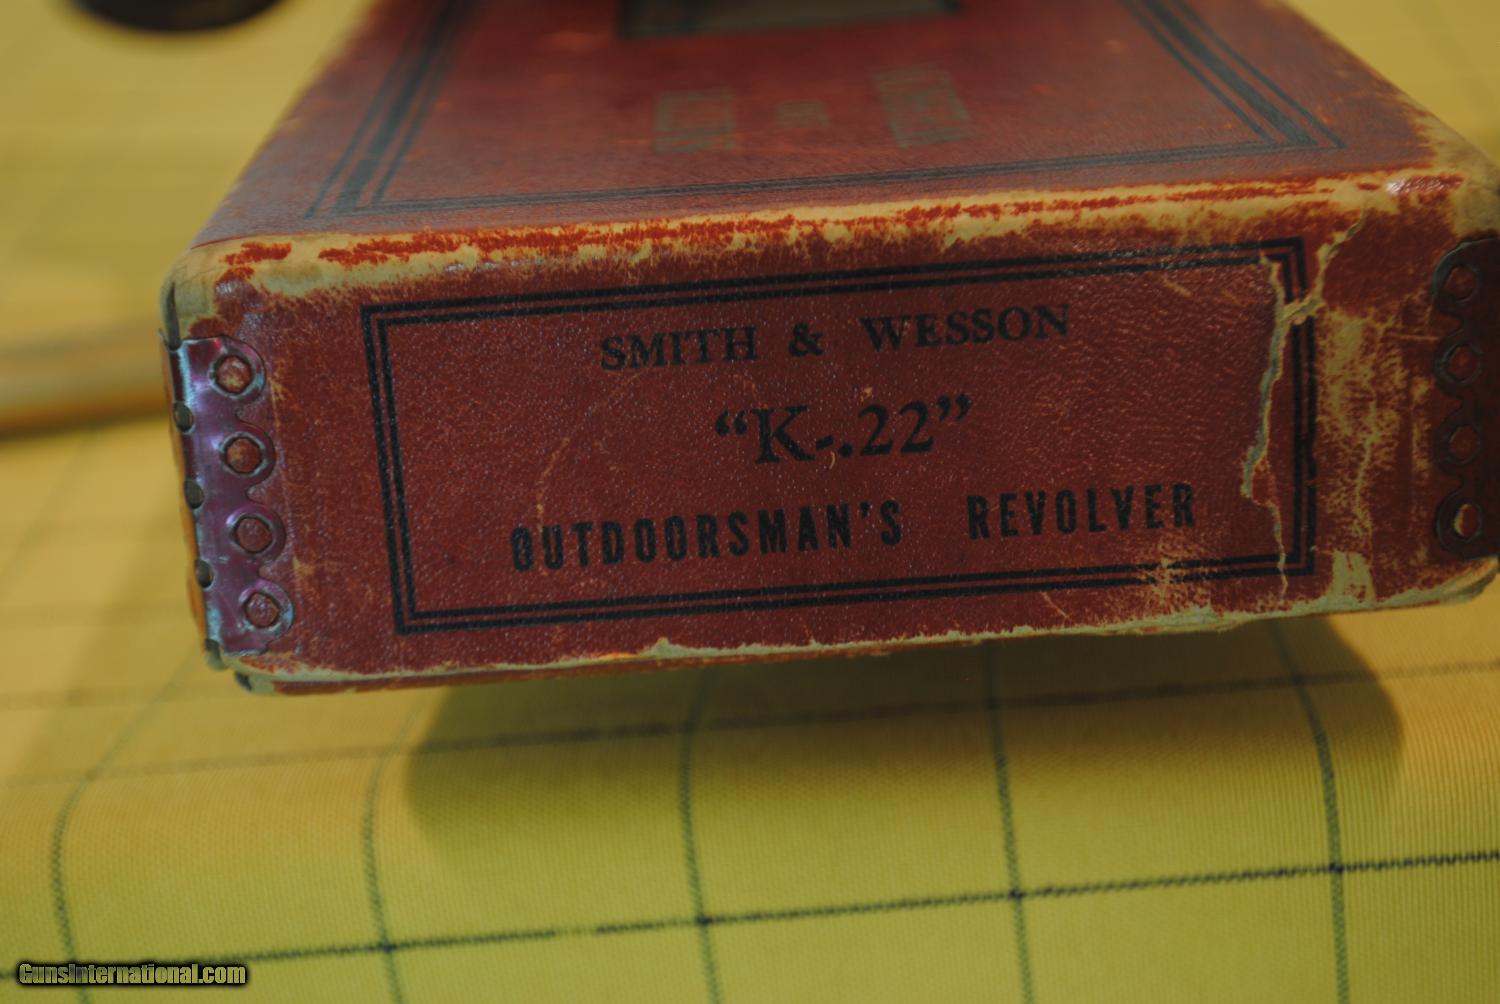 SMITH & WESSON
"K-.22"
OUTDOORSMAN'S REVOLVER
GunsInternational.com